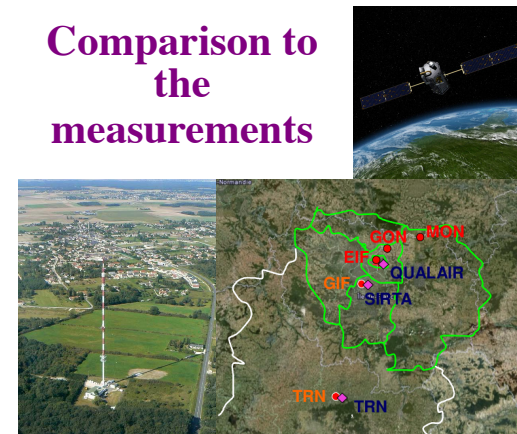 Comparison to
the
measurements
Normandie
GON
MON
EIF
QUALAIR
GIF
SIRTA
TRN
TRN